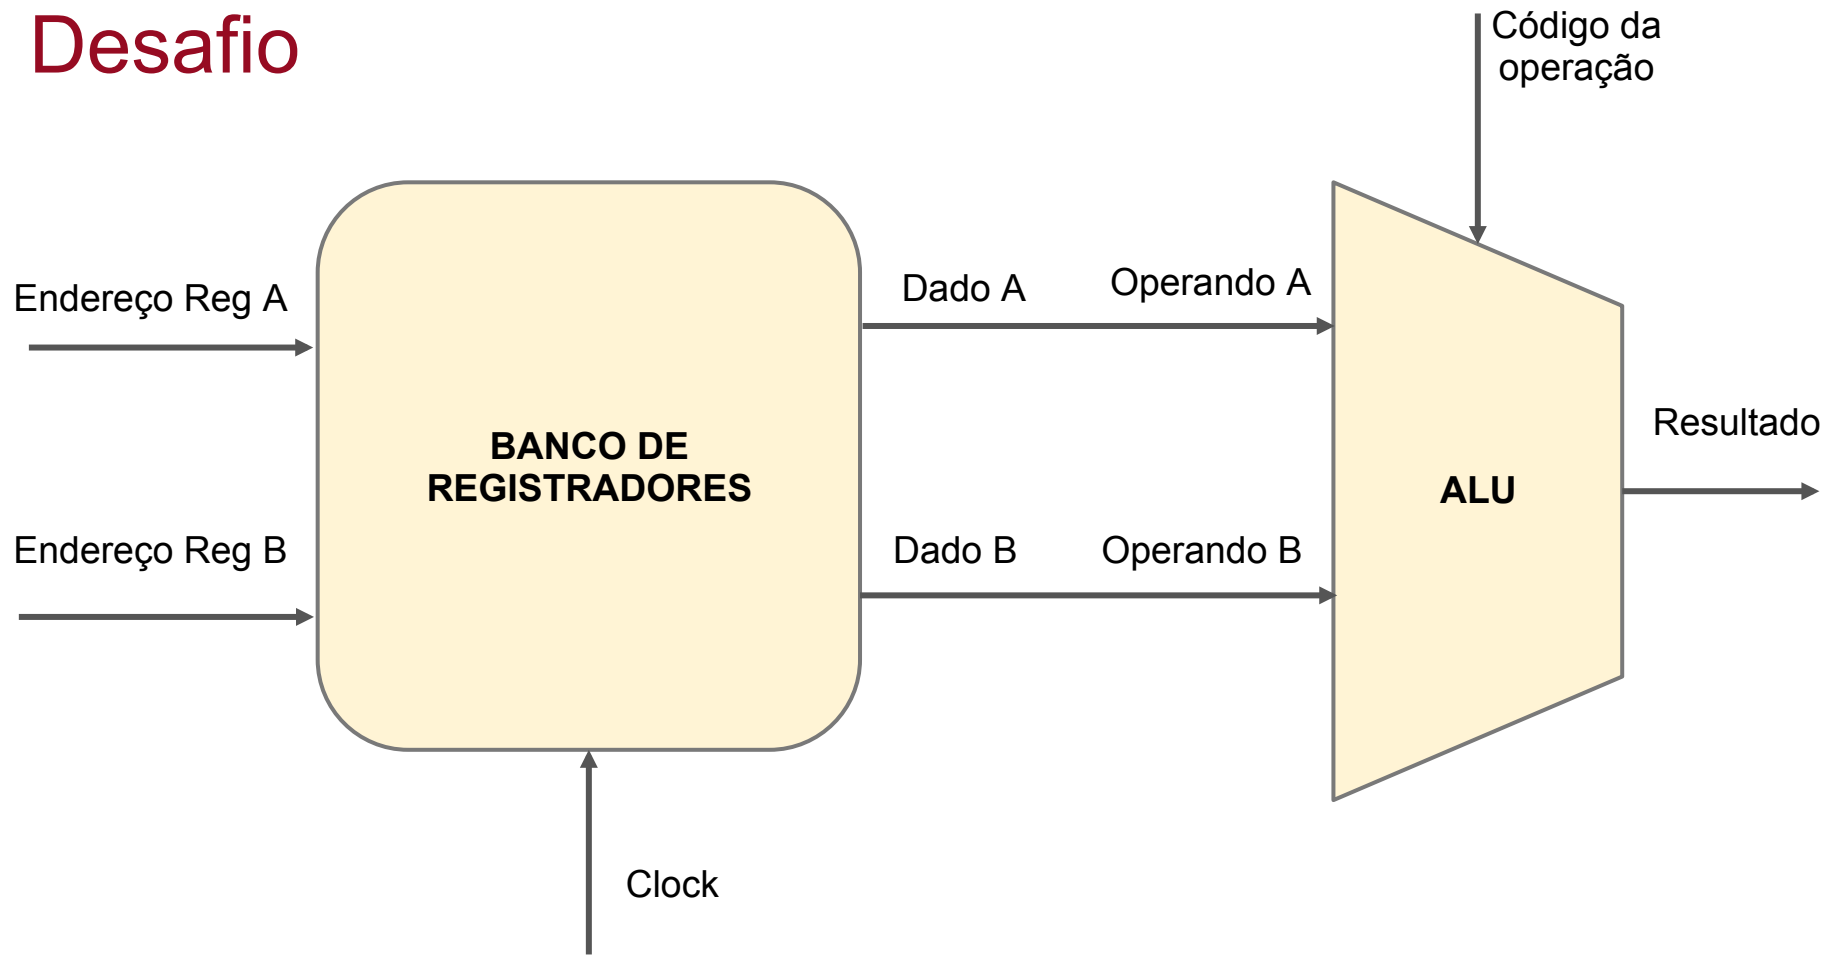 Desafio
Código da
operação
Endereço Reg A
Dado A
Operando A
BANCO DE
REGISTRADORES
ALU
Resultado
Endereço Reg B
Dado B
Operando B
Clock